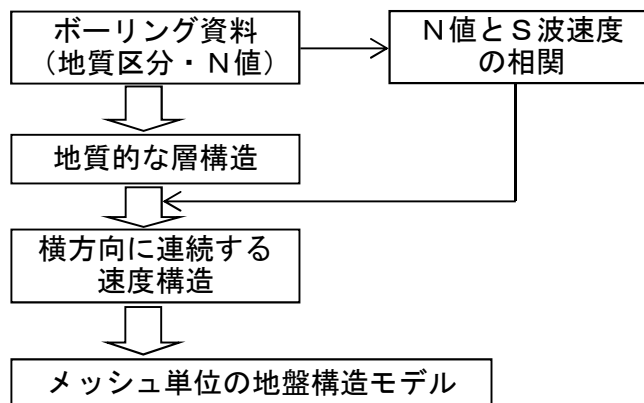 ボーリング資料
（地質区分・Ｎ値）
Ｎ値とＳ波速度
の相関
地質的な層構造
横方向に連続する
速度構造
メッシュ単位の地盤構造モデル